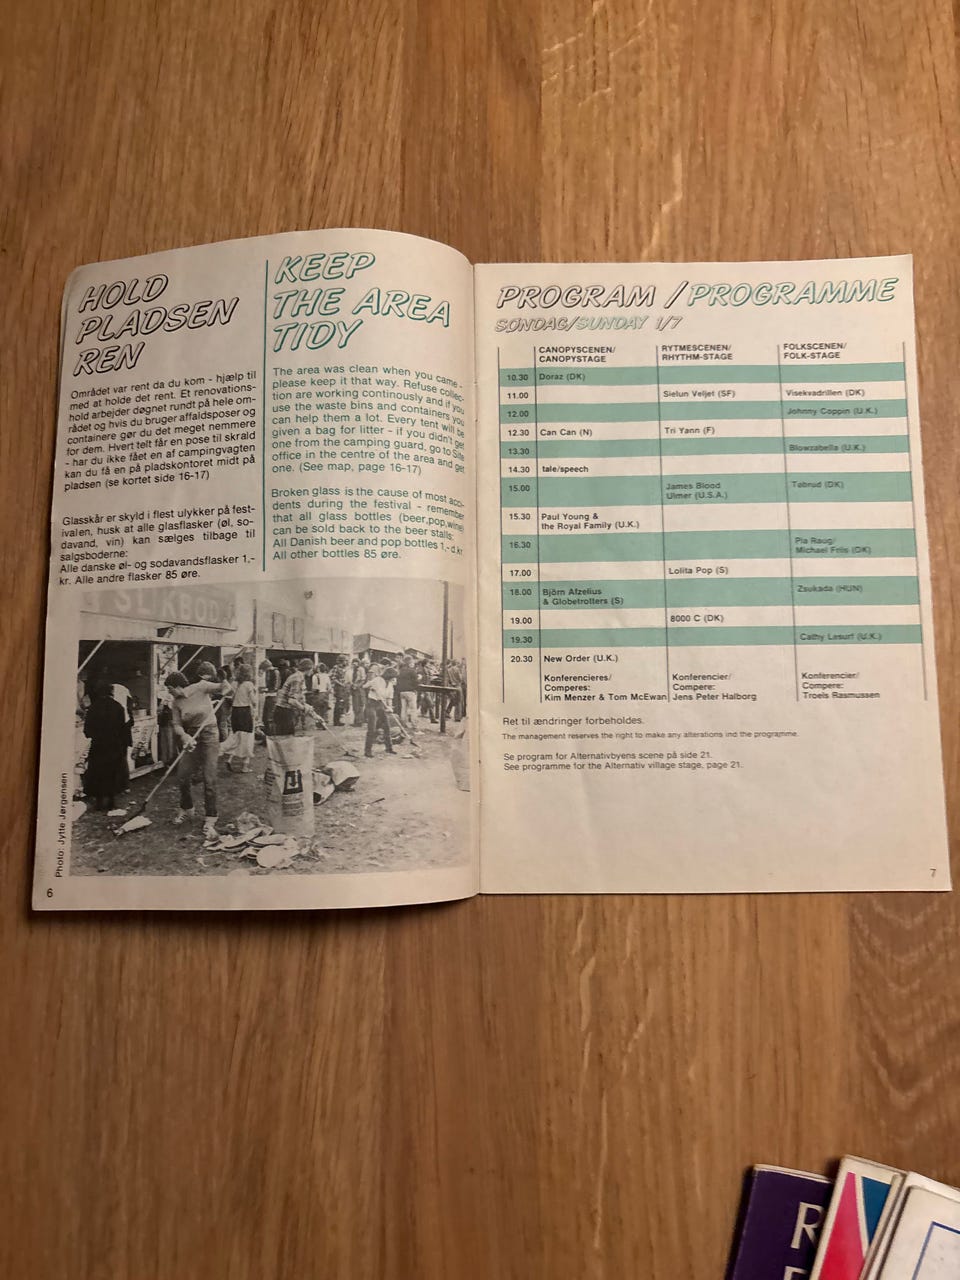 HOLD
PLADSEN
REN
Området var rent da du kom - hjælp til
med at holde det rent. Et renovations-
hold arbejder døgnet rundt på hele om-
rådet og hvis du bruger affaldsposer og
containere gør du det meget nemmere
for dem. Hvert telt får en pose til skrald
- har du ikke fået en af campingvagten
kan du få en på pladskontoret midt på
pladsen (se kortet side 16-17)
Glasskår er skyld i flest ulykker på fest-
ivalen, husk at alle glasflasker (øl, so-
davand, vin) kan sælges tilbage til
salgsboderne:
Alle danske øl- og sodavandsflasker 1,-
kr. Alle andre flasker 85 øre.
KEEP
THE AREA
TIDY
The area was clean when you came -
please keep it that way. Refuse collec-
tion are working continously and if you
use the waste bins and containers you
can help them a lot. Every tent will be
given a bag for litter - if you didn't get
one from the camping guard, go to Site
office in the centre of the area and get
one. (See map, page 16-17)
Broken glass is the cause of most acci-
dents during the festival - remember
that all glass bottles (beer,pop,wine)
can be sold back to the beer stalls:
All Danish beer and pop bottles 1,- d.kr.
All other bottles 85 øre.
SLIKBOD
Photo: Jytte Jørgensen
6
PROGRAM / PROGRAMME
SØNDAG/SUNDAY 1/7
CANOPYSCENEN/ RYTMESCENEN/ FOLKSCENEN/
CANOPYSTAGE RHYTHM-STAGE FOLK-STAGE
10.30 Doraz (DK)
11.00 Sielun Veljet (SF) Visekvadrillen (DK)
12.00 Johnny Coppin (U.K.)
12.30 Can Can (N) Tri Yann (F)
13.30 Blowzabella (U.K.)
14.30 tale/speech
15.00 James Blood Tøbrud (DK)
Ulmer (U.S.A.)
15.30 Paul Young &
the Royal Family (U.K.)
16.30 Pia Raug/
Michael Friis (DK)
17.00 Lolita Pop (S)
18.00 Björn Afzelius Zsukada (HUN)
& Globetrotters (S)
19.00 8000 C (DK)
19.30 Cathy Lesurf (U.K.)
20.30 New Order (U.K.)
Konferencieres/ Konferencier/ Konferencier/
Comperes: Compere: Compere:
Kim Menzer & Tom McEwan Jens Peter Halborg Troels Rasmussen
Ret til ændringer forbeholdes.
The management reserves the right to make any alterations ind the programme.
Se program for Alternativbyens scene på side 21.
See programme for the Alternativ village stage, page 21.
7
R